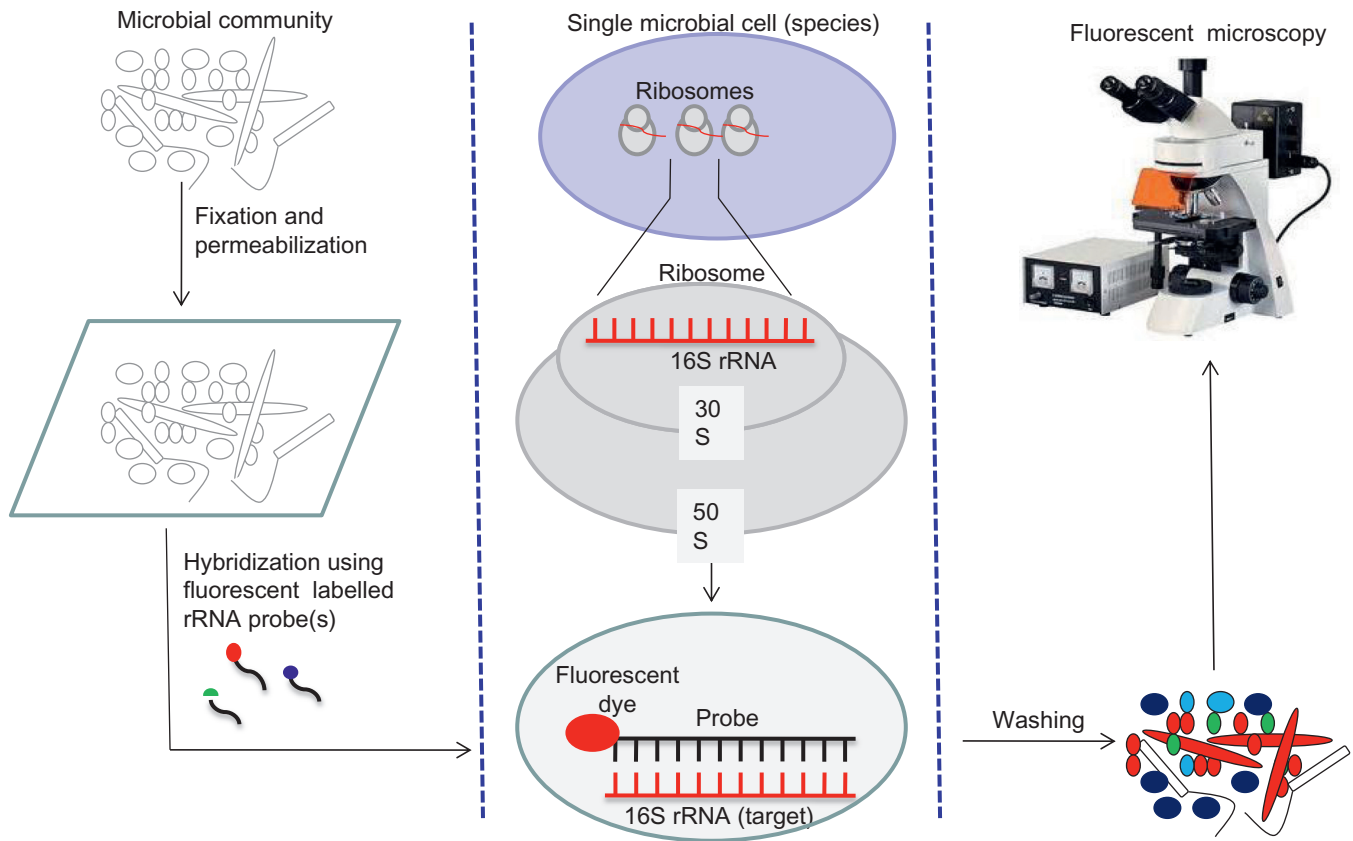 Microbial community
Fixation and
permeabilization
Hybridization using
fluorescent labelled
rRNA probe(s)
Single microbial cell (species)
Ribosomes
Ribosome
16S rRNA
30
S
50
S
Fluorescent
dye
Probe
16S rRNA (target)
Washing
Fluorescent microscopy